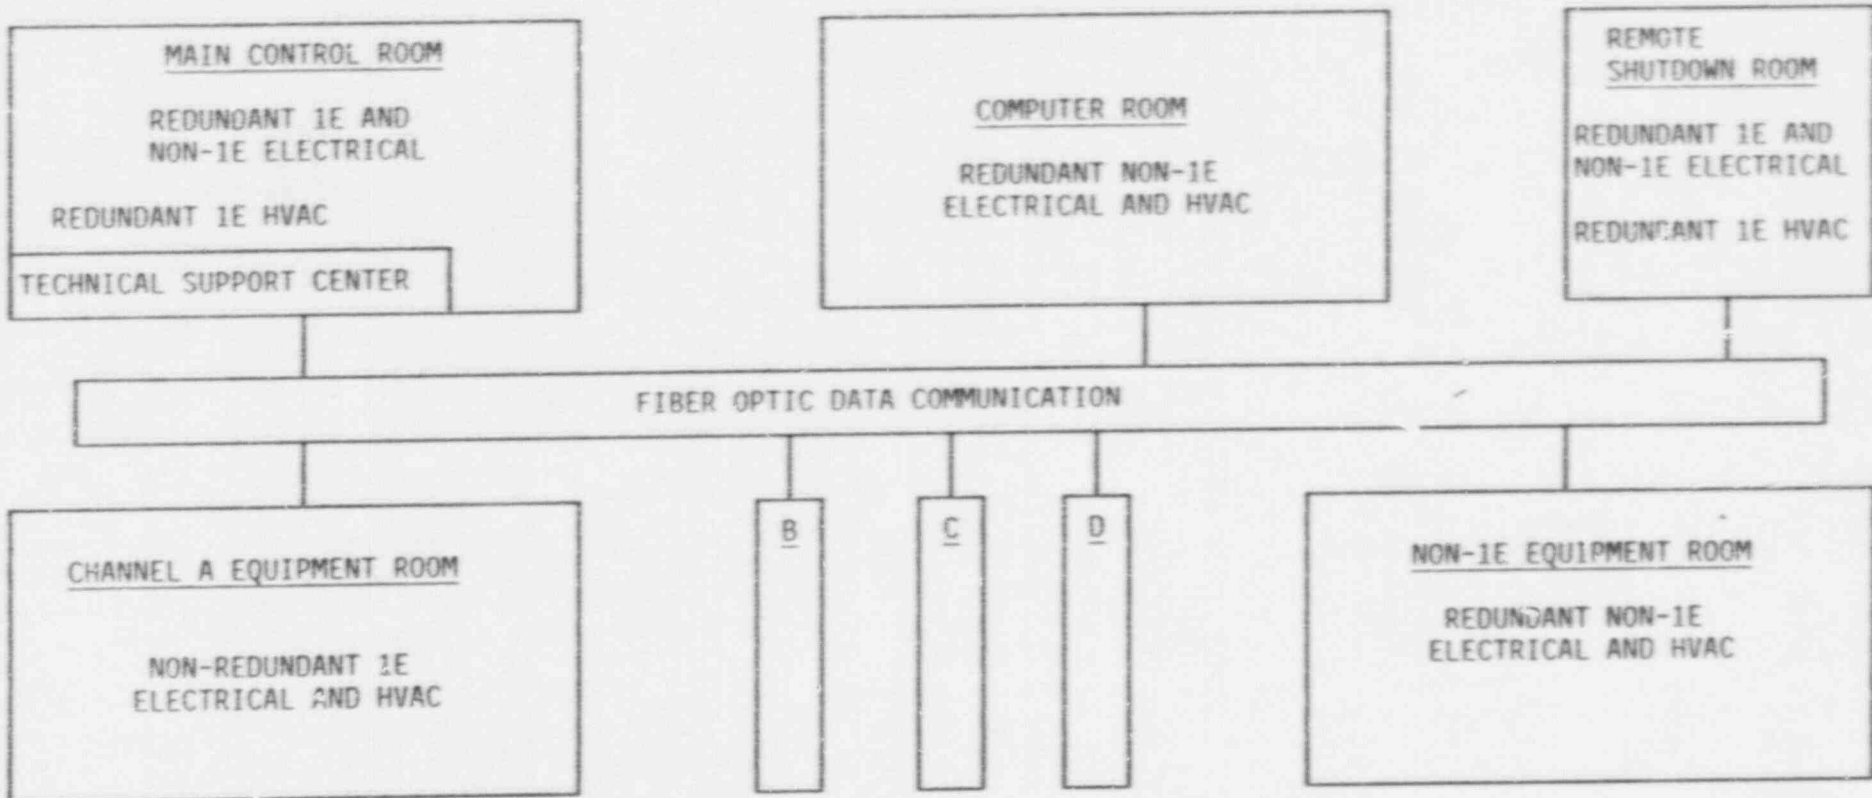 MAIN CONTROL ROOM
REDUNDANT 1E AND
NON-1E ELECTRICAL
REDUNDANT 1E HVAC
TECHNICAL SUPPORT CENTER
COMPUTER ROOM
REDUNDANT NON-1E
ELECTRICAL AND HVAC
REMOTE
SHUTDOWN ROOM
REDUNDANT 1E AND
NON-1E ELECTRICAL
REDUNDANT 1E HVAC
FIBER OPTIC DATA COMMUNICATION
CHANNEL A EQUIPMENT ROOM
NON-REDUNDANT 1E
ELECTRICAL AND HVAC
B
C
D
NON-1E EQUIPMENT ROOM
REDUNDANT NON-1E
ELECTRICAL AND HVAC